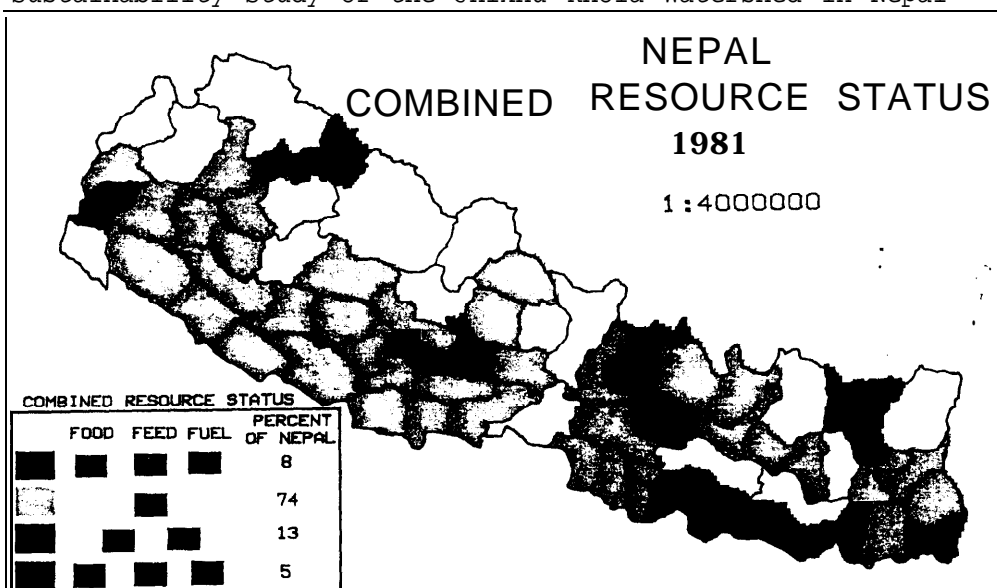 Sustainability Study of the Jhikhu Khola Watershed in Nepal
NEPAL
COMBINED RESOURCE STATUS
1981
1:4000000
COMBINED RESOURCE STATUS
FOOD FEED FUEL PERCENT OF NEPAL
8
74
13
5